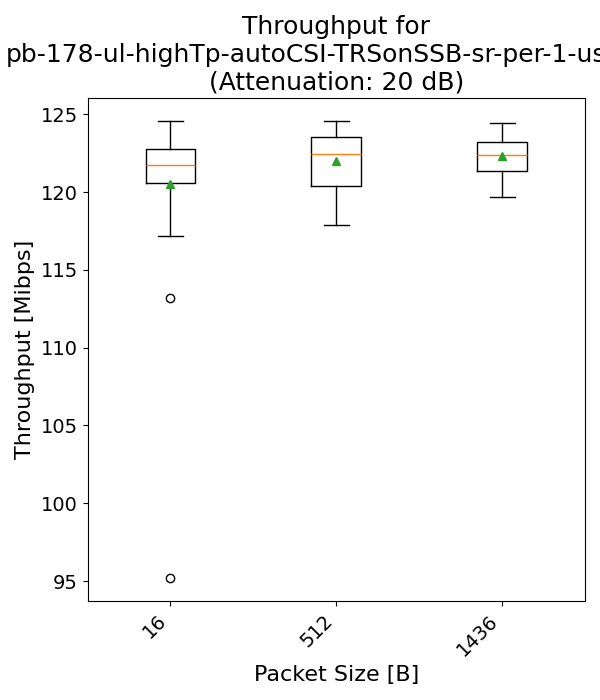 Throughput for
pb-178-ul-highTp-autoCSI-TRSonSSB-sr-per-1-us
(Attenuation: 20 dB)
125
120
115
110
105
100
95
Throughput [Mibps]
16
512
1436
Packet Size [B]